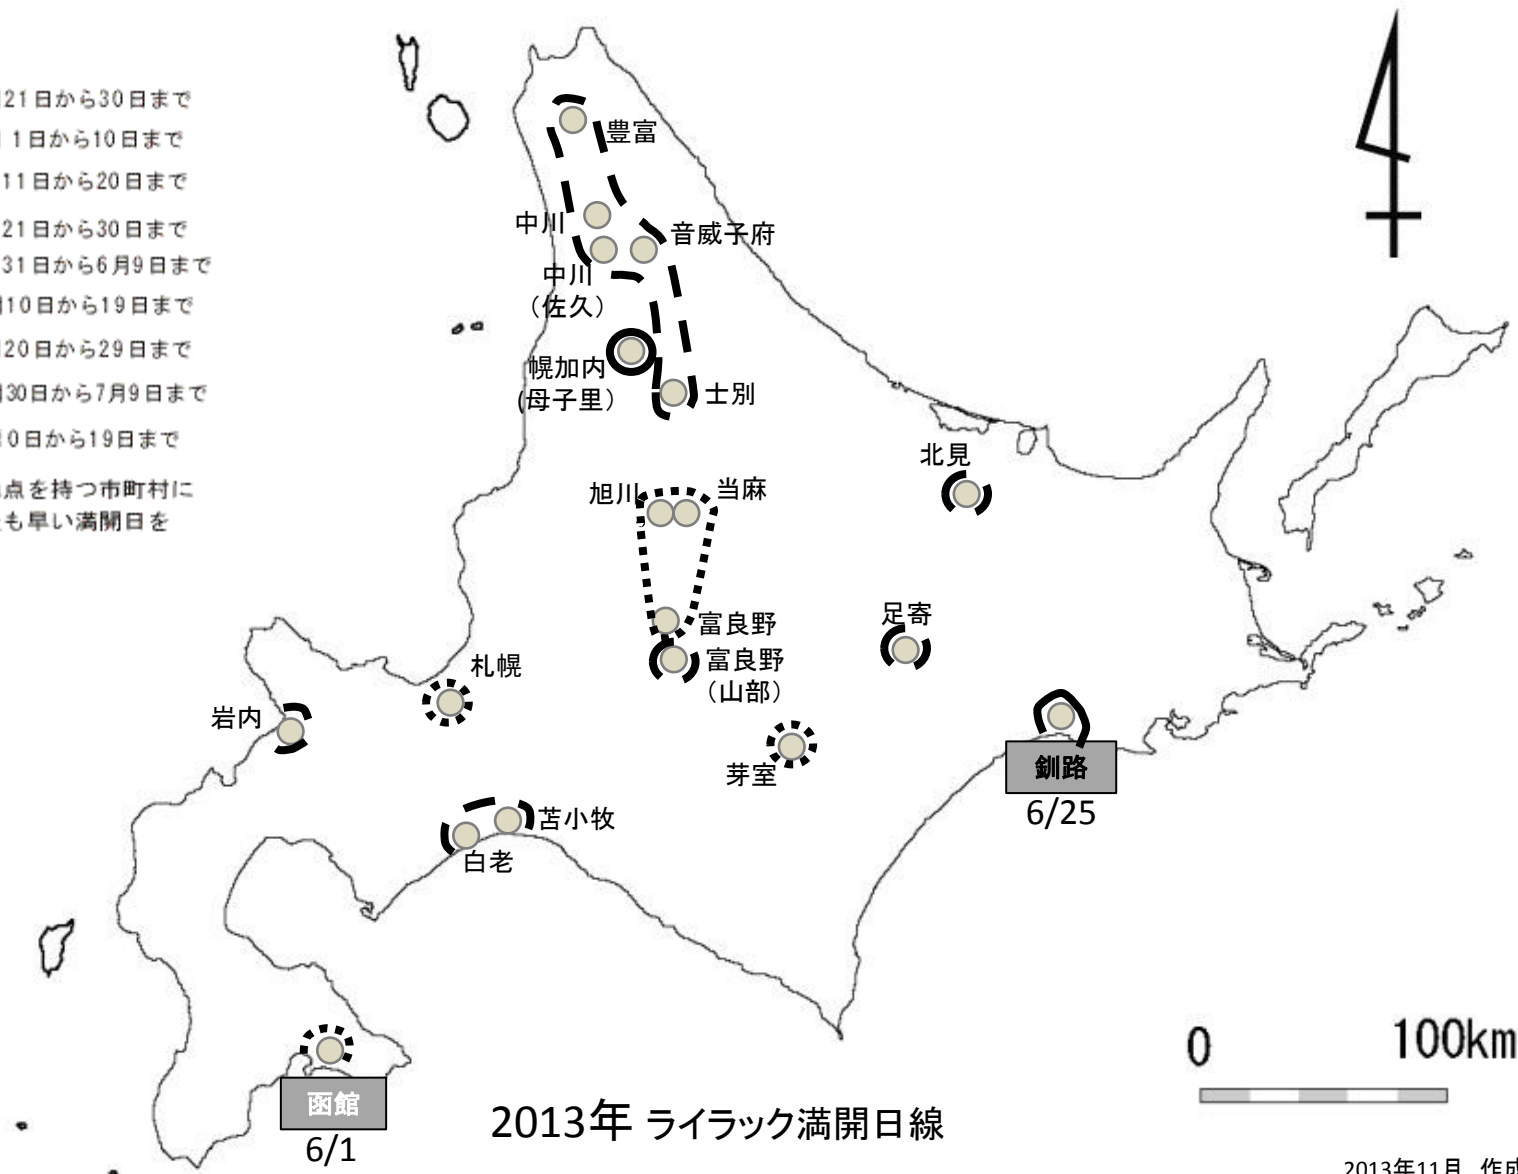 21日から30日まで
1日から10日まで
11日から20日まで
21日から30日まで
31日から6月9日まで
10日から19日まで
20日から29日まで
30日から7月9日まで
0日から19日まで
点を持つ市町村に
も早い満開日を
豊富
中川
音威子府
中川
（佐久）
幌加内
(母子里）
士別
北見
旭川
当麻
富良野
足寄
富良野
（山部）
札幌
岩内
芽室
釧路
6/25
苫小牧
白老
函館
6/1
0 100km
2013年 ライラック満開日線
2013年11月 作成